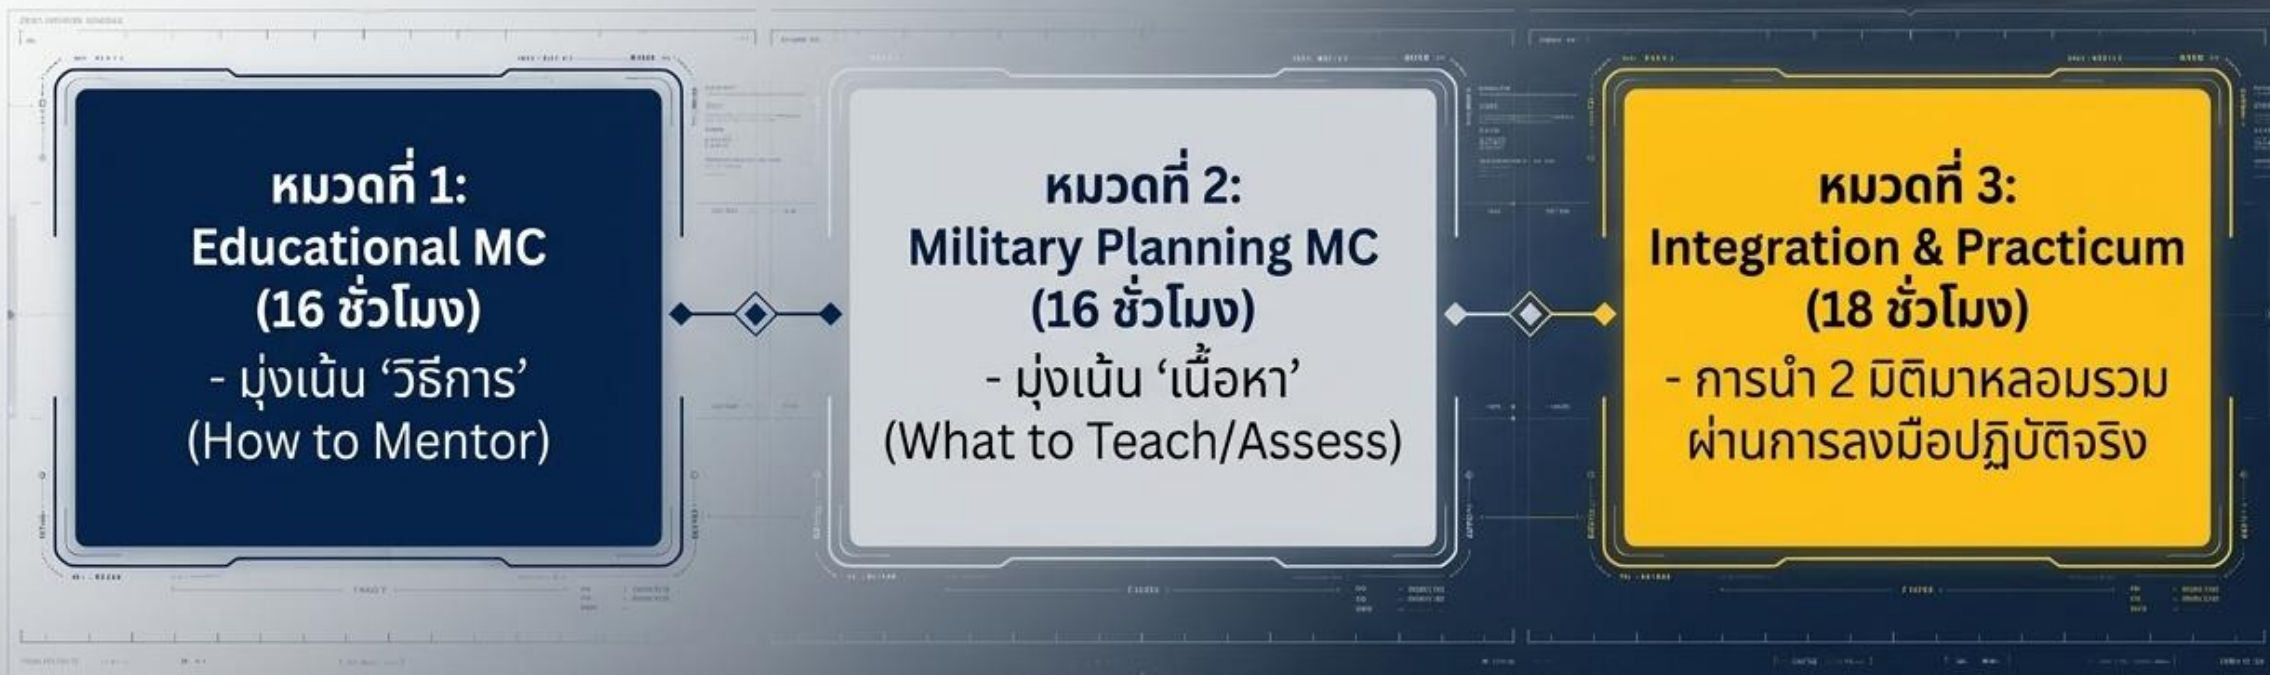 หมวดที่ 1:
Educational MC
(16 ชั่วโมง)
- มุ่งเน้น ‘วิธีการ’
(How to Mentor)
หมวดที่ 2:
Military Planning MC
(16 ชั่วโมง)
- มุ่งเน้น ‘เนื้อหา’
(What to Teach/Assess)
หมวดที่ 3:
Integration & Practicum
(18 ชั่วโมง)
- การนำ 2 มิติมาหลอมรวม
ผ่านการลงมือปฏิบัติจริง